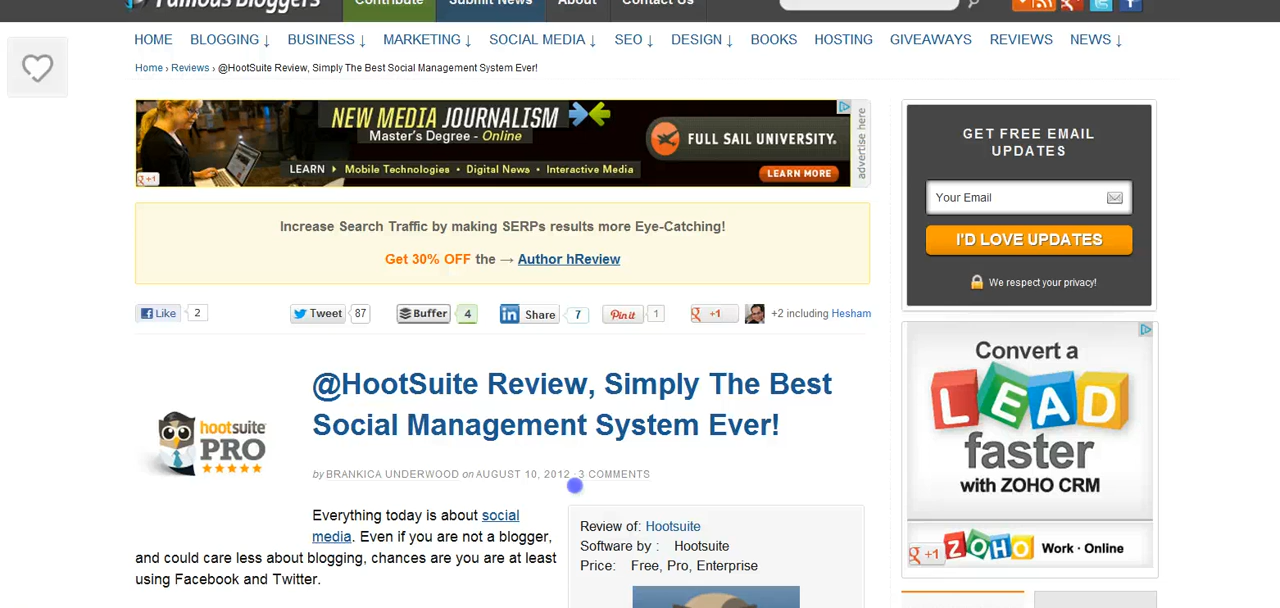 Famous Bloggers
Contribute
Submit News
About
Contact Us
HOME
BLOGGING ↓
BUSINESS ↓
MARKETING ↓
SOCIAL MEDIA ↓
SEO ↓
DESIGN ↓
BOOKS
HOSTING
GIVEAWAYS
REVIEWS
NEWS ↓
Home › Reviews › @HootSuite Review, Simply The Best Social Management System Ever!
NEW MEDIA JOURNALISM
Master's Degree - Online
LEARN
Mobile Technologies • Digital News • Interactive Media
FULL SAIL UNIVERSITY.
LEARN MORE
+1
advertise here
Increase Search Traffic by making SERPs results more Eye-Catching!
Get 30% OFF the → Author hReview
Like 2
Tweet 87
Buffer 4
in Share 7
Pin it 1
+1
+2 including Hesham
@HootSuite Review, Simply The Best
Social Management System Ever!
hootsuite
PRO
by BRANKICA UNDERWOOD on AUGUST 10, 2012 · 3 COMMENTS
Everything today is about social
media. Even if you are not a blogger,
and could care less about blogging, chances are you are at least
using Facebook and Twitter.
Review of: Hootsuite
Software by : Hootsuite
Price: Free, Pro, Enterprise
GET FREE EMAIL
UPDATES
Your Email
I'D LOVE UPDATES
We respect your privacy!
Convert a
LEAD
faster
with ZOHO CRM
+1
ZOHO
Work · Online